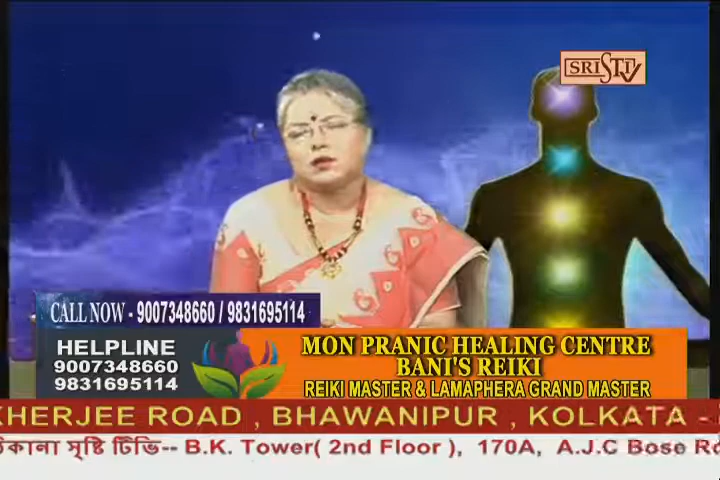 SRISTI TV
CALL NOW - 9007348660 / 9831695114
HELPLINE
9007348660
9831695114
MON PRANIC HEALING CENTRE
BANI'S REIKI
REIKI MASTER & LAMAPHERA GRAND MASTER
KHERJEE ROAD , BHAWANIPUR , KOLKATA -
ঠিকানা সৃষ্টি টিভি-- B.K. Tower( 2nd Floor ), 170A, A.J.C Bose Rd